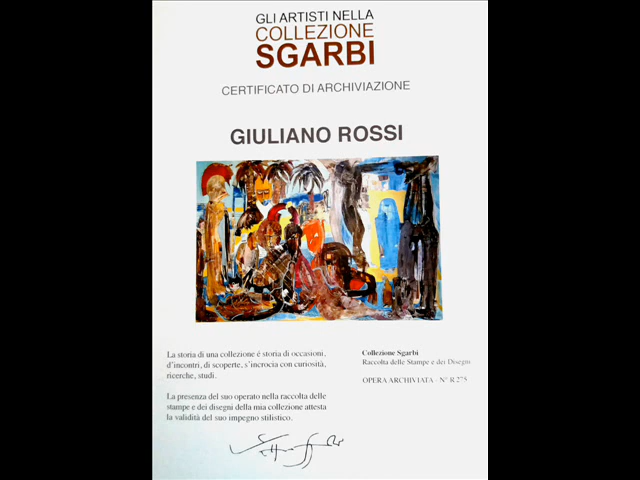 GLI ARTISTI NELLA
COLLEZIONE
SGARBI
CERTIFICATO DI ARCHIVIAZIONE
GIULIANO ROSSI
La storia di una collezione é storia di occasioni,
d'incontri, di scoperte, s'incrocia con curiosità,
ricerche, studi.
La presenza del suo operato nella raccolta delle
stampe e dei disegni della mia collezione attesta
la validità del suo impegno stilistico.
Collezione Sgarbi
Raccolta delle Stampe e dei Disegni
OPERA ARCHIVIATA - N° R 275